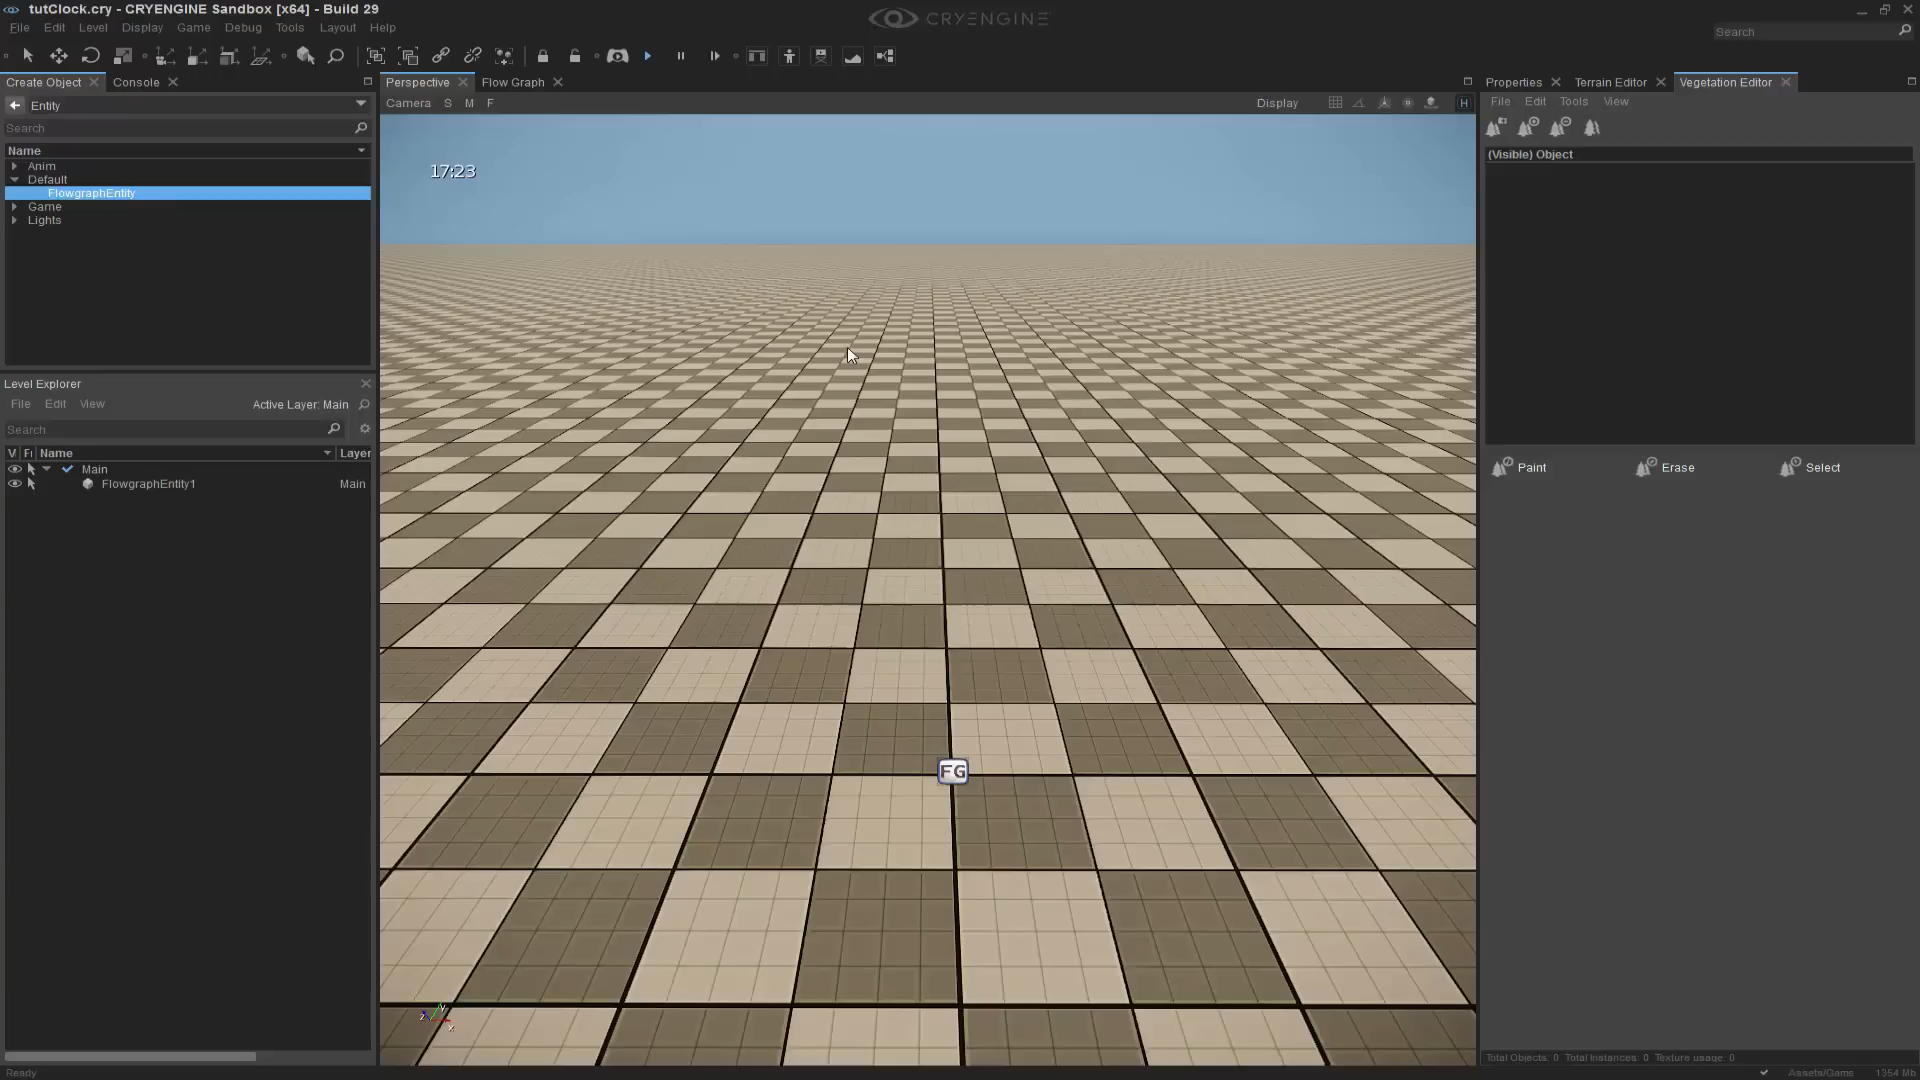 tutClock.cry - CRYENGINE Sandbox [x64] - Build 29
CRYENGINE
File Edit Level Display Game Debug Tools Layout Help
Search
Create Object Console
Entity
Search
Name
Anim
Default
FlowgraphEntity
Game
Lights
Level Explorer
File Edit View Active Layer: Main
Search
V Name Layer
Main
FlowgraphEntity1 Main
Ready
Perspective Flow Graph
Camera S M F Display H
17:23
FG
z y x
Properties Terrain Editor Vegetation Editor
File Edit Tools View
(Visible) Object
Paint Erase Select
Total Objects: 0 Total Instances: 0 Texture usage: 0
Assets/Gams 1354 Mb